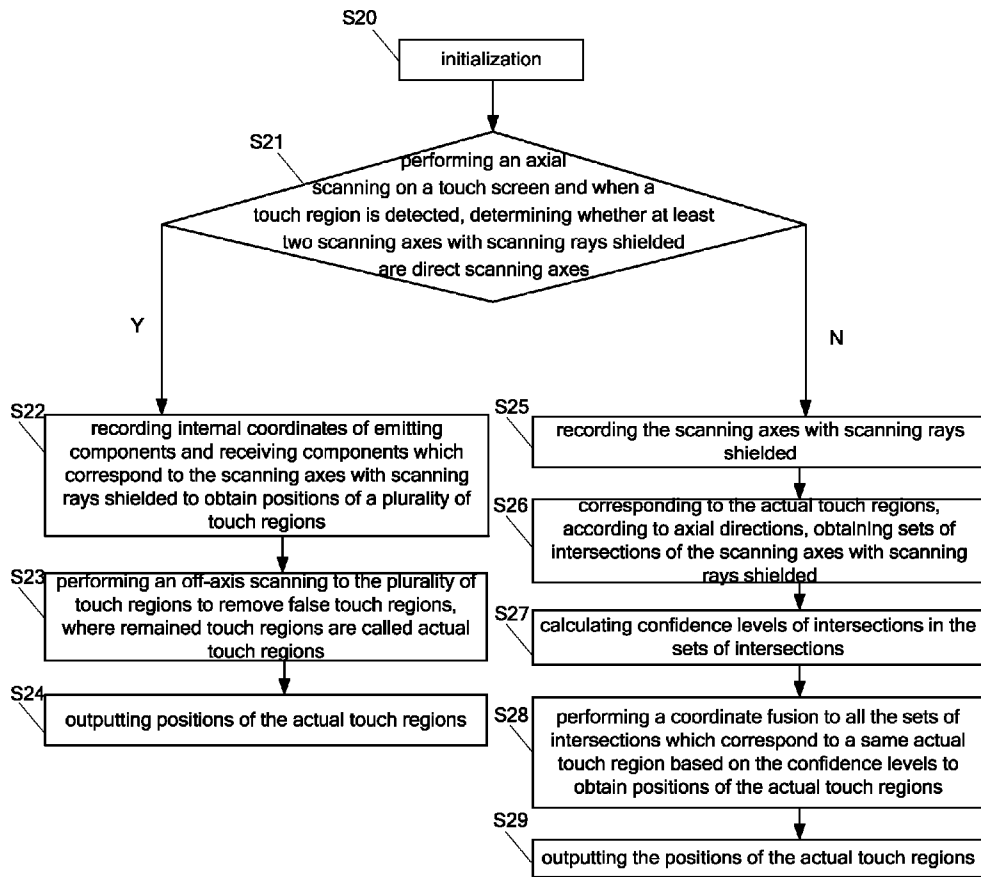 S20
initialization
S21
performing an axial
scanning on a touch screen and when a
touch region is detected, determining whether at least
two scanning axes with scanning rays shielded
are direct scanning axes
Y
N
S22
recording internal coordinates of emitting
components and receiving components which
correspond to the scanning axes with scanning
rays shielded to obtain positions of a plurality of
touch regions
S23
performing an off-axis scanning to the plurality of
touch regions to remove false touch regions,
where remained touch regions are called actual
touch regions
S24
outputting positions of the actual touch regions
S25
recording the scanning axes with scanning rays
shielded
S26
corresponding to the actual touch regions,
according to axial directions, obtaining sets of
intersections of the scanning axes with scanning
rays shielded
S27
calculating confidence levels of intersections in the
sets of intersections
S28
performing a coordinate fusion to all the sets of
intersections which correspond to a same actual
touch region based on the confidence levels to
obtain positions of the actual touch regions
S29
outputting the positions of the actual touch regions